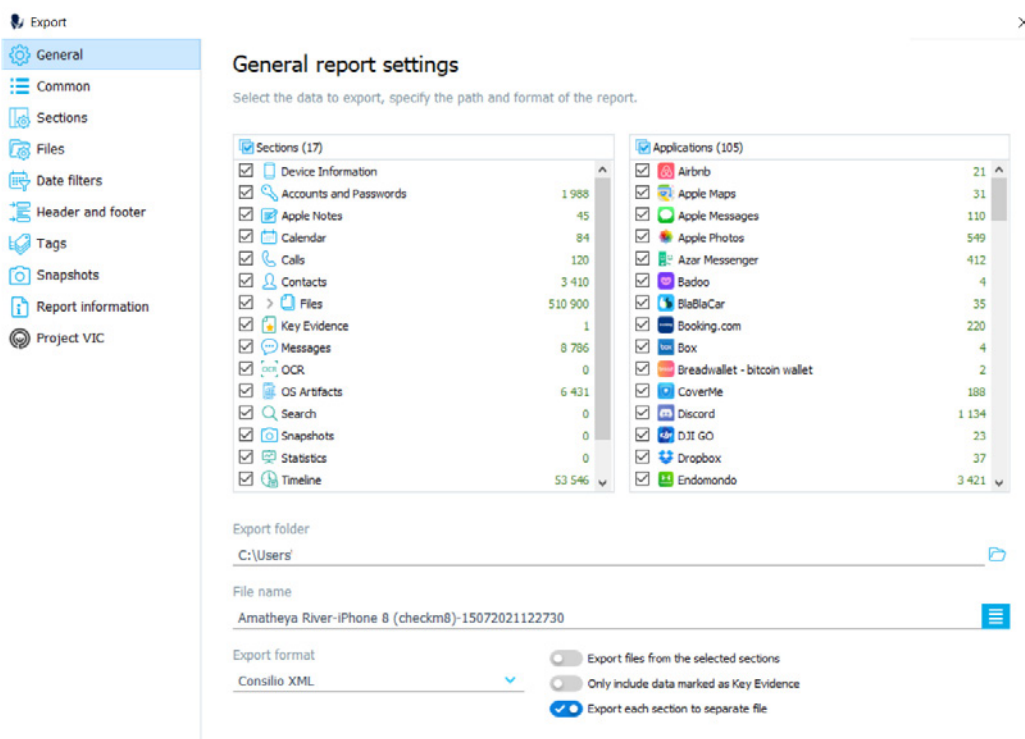 Export
General
Common
Sections
Files
Date filters
Header and footer
Tags
Snapshots
Report information
Project VIC
General report settings
Select the data to export, specify the path and format of the report.
Sections (17)
Device Information
Accounts and Passwords 1 988
Apple Notes 45
Calendar 84
Calls 120
Contacts 3 410
Files 510 900
Key Evidence 1
Messages 8 786
OCR OCR 0
OS Artifacts 6 431
Search 0
Snapshots 0
Statistics 0
Timeline 53 546
Applications (105)
Airbnb 21
Apple Maps 31
Apple Messages 110
Apple Photos 549
Azar Messenger 412
Badoo 4
BlaBlaCar 35
Booking.com 220
box Box 4
Breadwallet - bitcoin wallet 2
CoverMe 188
Discord 1 134
DJI GO 23
Dropbox 37
Endomondo 3 421
Export folder
C:\Users'
File name
Amatheya River-iPhone 8 (checkm8)-15072021122730
Export format
Consilio XML
Export files from the selected sections
Only include data marked as Key Evidence
Export each section to separate file